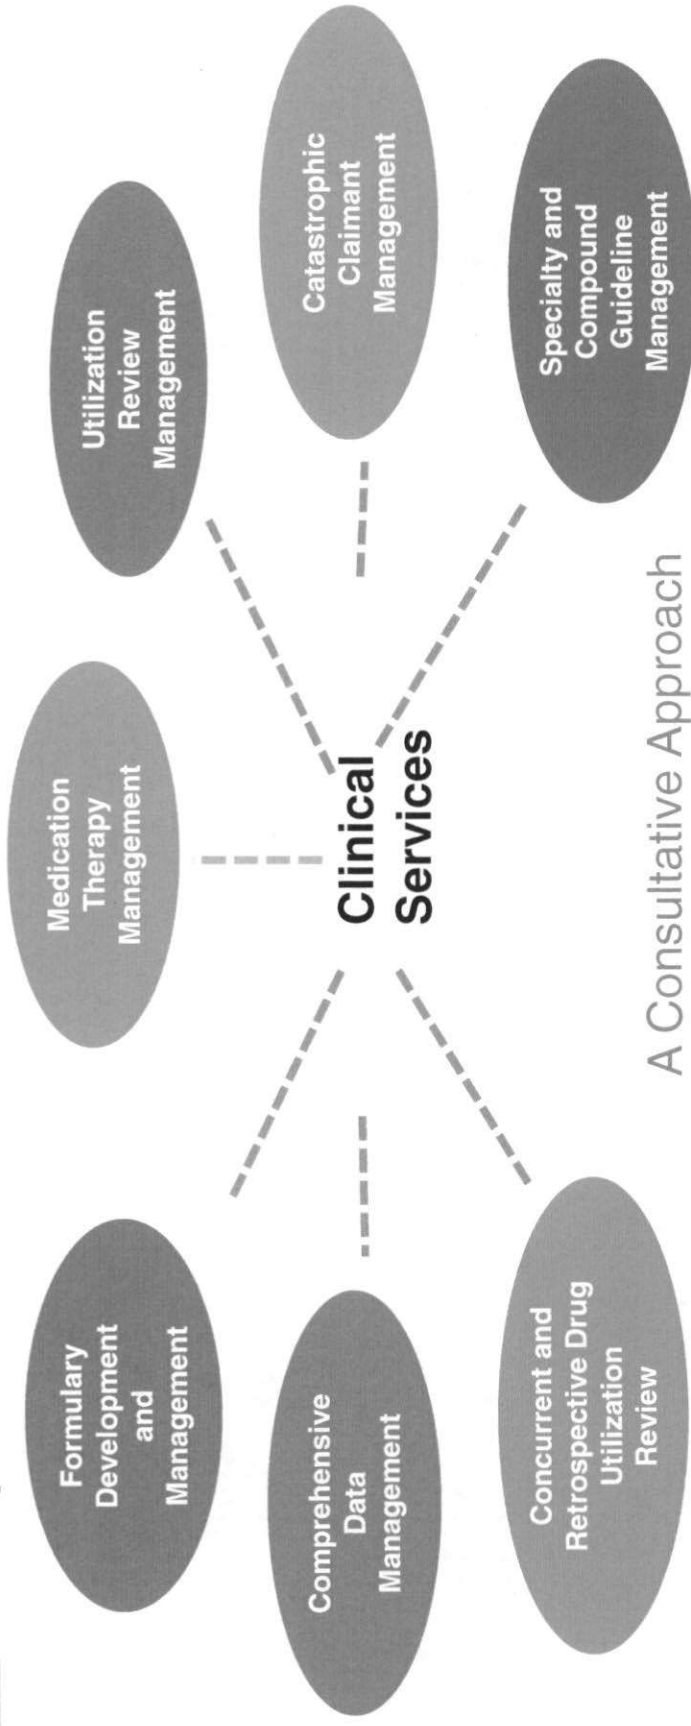 Medication
Therapy
Management
Formulary
Development
and
Management
Utilization
Review
Management
Comprehensive
Data
Management
Clinical
Services
Catastrophic
Claimant
Management
Concurrent and
Retrospective Drug
Utilization
Review
Specialty and
Compound
Guideline
Management
A Consultative Approach